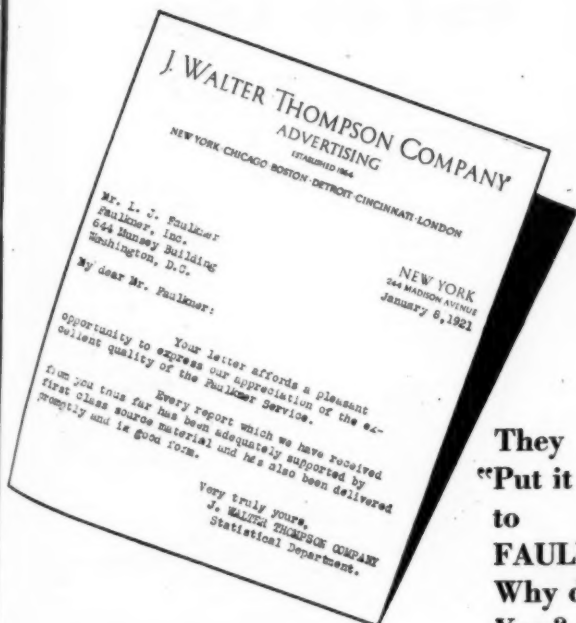 J. WALTER THOMPSON COMPANY
ADVERTISING
ESTABLISHED 1864
NEW YORK·CHICAGO·BOSTON·DETROIT·CINCINNATI·LONDON
NEW YORK
244 MADISON AVENUE
January 6, 1921
Mr. L. J. Faulkner
Faulkner, Inc.
644 Munsey Building
Washington, D.C.
My dear Mr. Faulkner:
Your letter affords a pleasant
opportunity to express our appreciation of the ex-
cellent quality of the Faulkner Service.
Every report which we have received
from you thus far has been adequately supported by
first class source material and has also been delivered
promptly and in good form.
Very truly yours,
J. WALTER THOMPSON COMPANY
Statistical Department.
They
"Put it
to